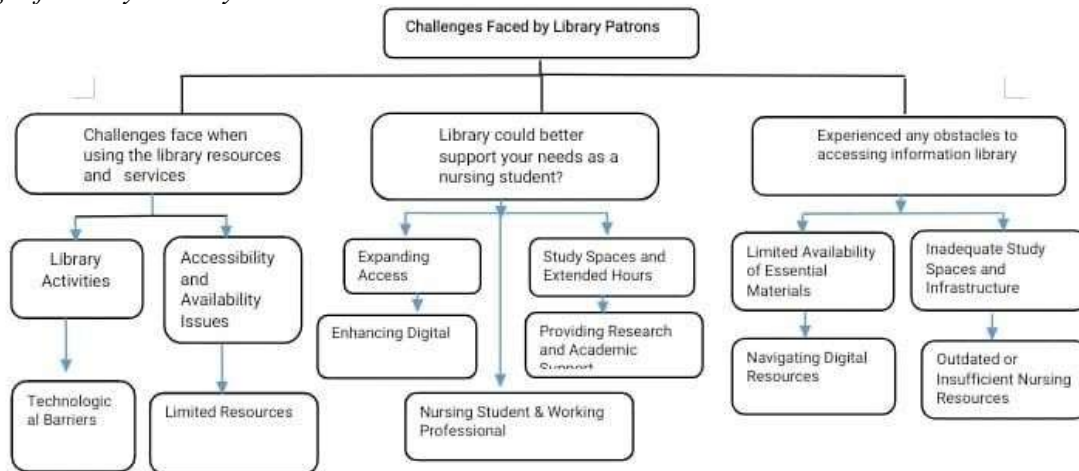 Challenges Faced by Library Patrons
Challenges face when
using the library resources
and services
Library could better
support your needs as a
nursing student?
Experienced any obstacles to
accessing information library
Library
Activities
Accessibility
and
Availability
Issues
Expanding
Access
Study Spaces and
Extended Hours
Limited Availability
of Essential
Materials
Inadequate Study
Spaces and
Infrastructure
Enhancing Digital
Providing Research
and Academic
Support
Navigating Digital
Resources
Outdated or
Insufficient Nursing
Resources
Technologic
al Barriers
Limited Resources
Nursing Student & Working
Professional